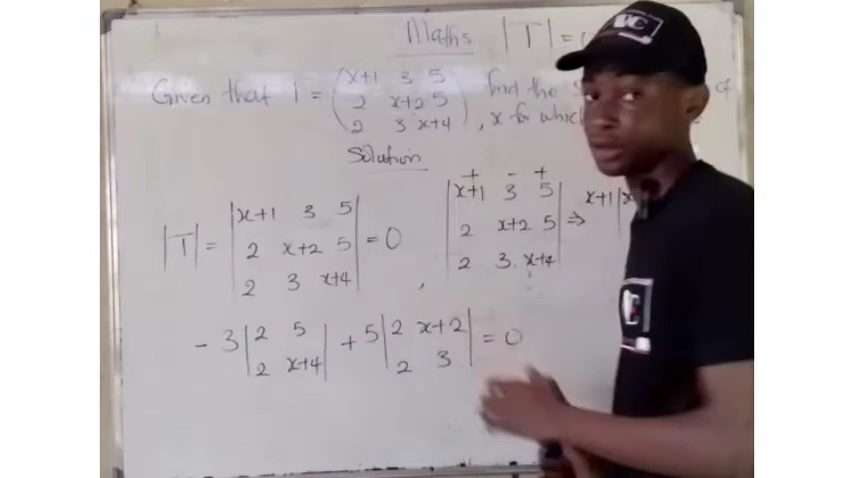 Maths |T| =
Given that T = (x+1 3 5 find the
2 x+2 5 of
2 3 x+4) , x for which
Solution
+ - +
|T| = |x+1 3 5| = 0 |x+1 3 5| ⇒ x+1|x
2 x+2 5 2 x+2 5
2 3 x+4 , 2 3 x+4
- 3|2 5| + 5|2 x+2| = 0
2 x+4 2 3